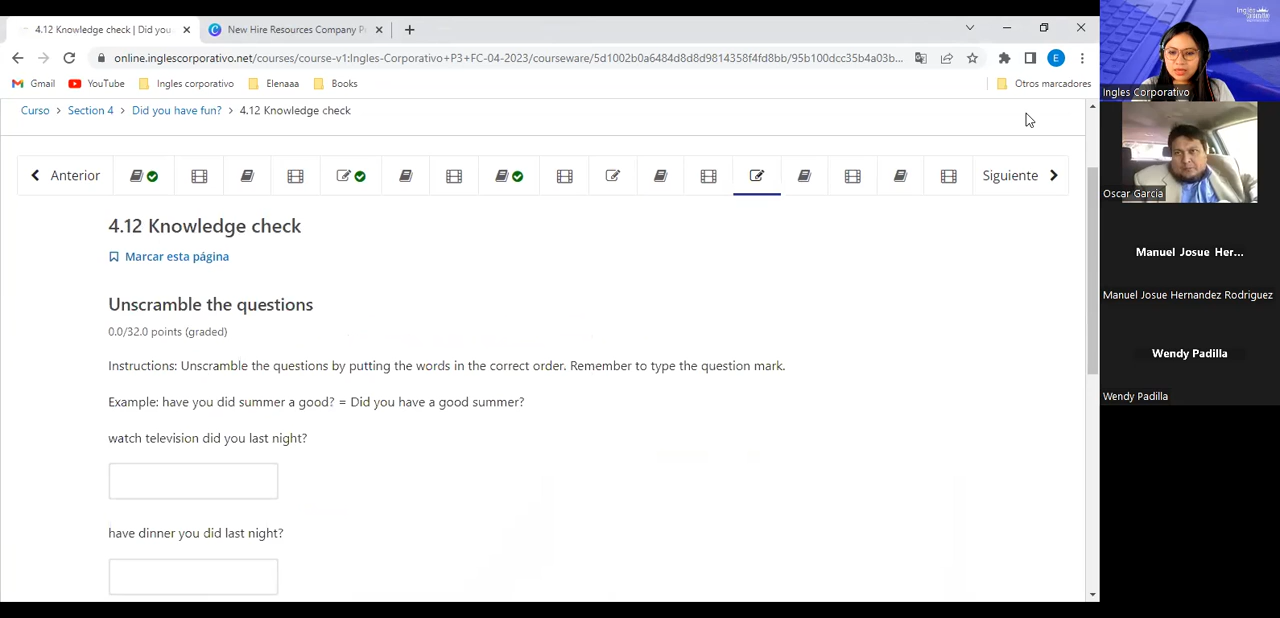 4.12 Knowledge check | Did you
New Hire Resources Company P
online.inglescorporativo.net/courses/course-v1:Ingles-Corporativo+P3+FC-04-2023/courseware/5d1002b0a6484d8d8d9814358f4fd8bb/95b100dcc35b4a03b...
E
Gmail
YouTube
Ingles corporativo
Elenaaa
Books
Otros marcadores
Curso > Section 4 > Did you have fun? > 4.12 Knowledge check
Anterior
Siguiente
4.12 Knowledge check
Marcar esta página
Unscramble the questions
0.0/32.0 points (graded)
Instructions: Unscramble the questions by putting the words in the correct order. Remember to type the question mark.
Example: have you did summer a good? = Did you have a good summer?
watch television did you last night?
have dinner you did last night?
Ingles
Ingles Corporativo
Oscar Garcia
Manuel Josue Her...
Manuel Josue Hernandez Rodriguez
Wendy Padilla
Wendy Padilla